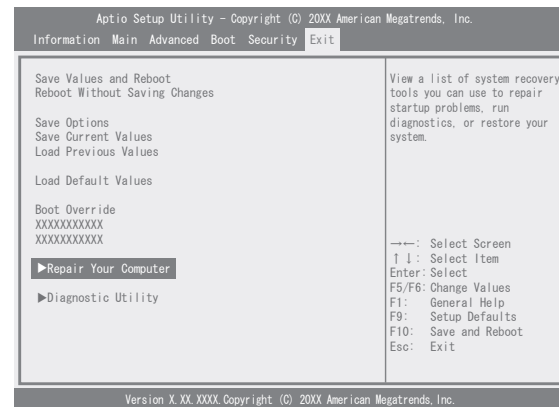 Aptio Setup Utility – Copyright (C) 20XX American Megatrends, Inc.
Information Main Advanced Boot Security Exit
Save Values and Reboot
Reboot Without Saving Changes
Save Options
Save Current Values
Load Previous Values
Load Default Values
Boot Override
XXXXXXXXXXX
XXXXXXXXXXX
▶Repair Your Computer
▶Diagnostic Utility
View a list of system recovery
tools you can use to repair
startup problems, run
diagnostics, or restore your
system.
→←: Select Screen
↑↓: Select Item
Enter: Select
F5/F6: Change Values
F1: General Help
F9: Setup Defaults
F10: Save and Reboot
Esc: Exit
Version X.XX.XXXX. Copyright (C) 20XX American Megatrends, Inc.